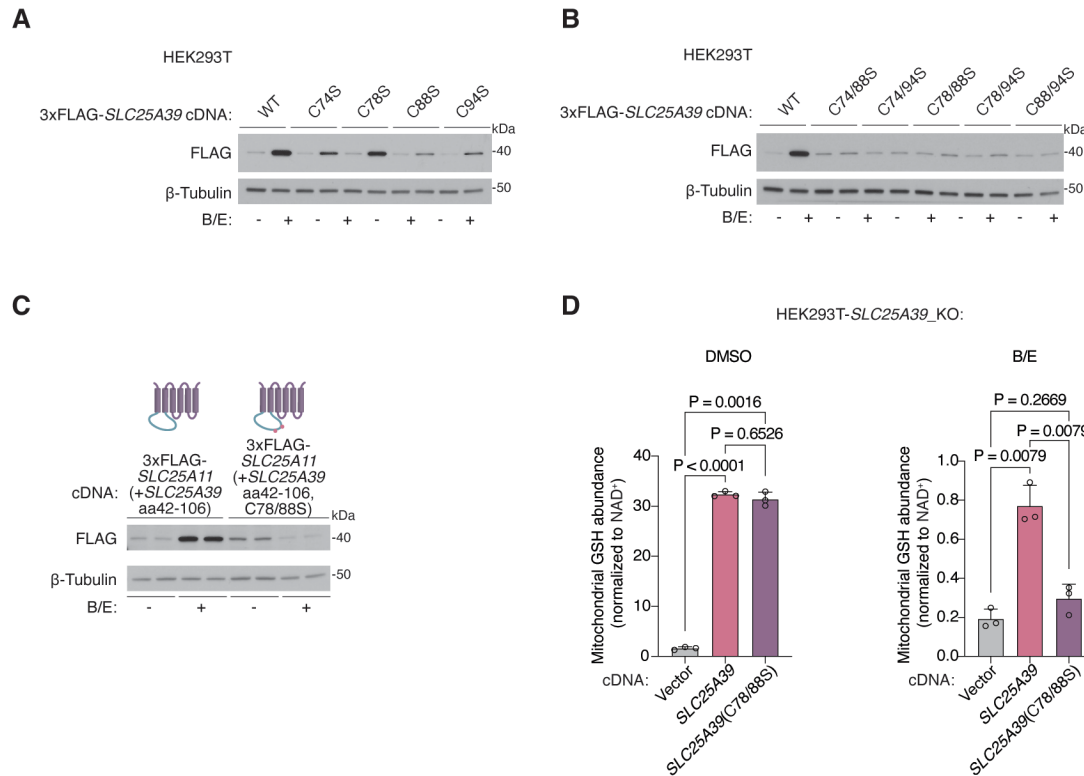 A
HEK293T
3xFLAG-SLC25A39 cDNA:
WT
C74S
C78S
C88S
C94S
kDa
FLAG
-40
β-Tubulin
-50
B/E:
- + - + - + - +
B
HEK293T
3xFLAG-SLC25A39 cDNA:
WT
C74/88S
C74/94S
C78/88S
C78/94S
C88/94S
kDa
FLAG
-40
β-Tubulin
-50
B/E:
- + - + - + - + - +
C
3xFLAG-
SLC25A11
(+SLC25A39
aa42-106)
3xFLAG-
SLC25A11
(+SLC25A39
aa42-106,
C78/88S)
cDNA:
kDa
FLAG
-40
β-Tubulin
-50
B/E:
- + - +
D
HEK293T-SLC25A39_KO:
DMSO
P = 0.0016
P = 0.6526
P < 0.0001
Mitochondrial GSH abundance
(normalized to NAD⁺)
40
30
20
10
0
cDNA:
Vector
SLC25A39
SLC25A39(C78/88S)
B/E
P = 0.2669
P = 0.0079
P = 0.0079
Mitochondrial GSH abundance
(normalized to NAD⁺)
1.0
0.8
0.6
0.4
0.2
0.0
cDNA:
Vector
SLC25A39
SLC25A39(C78/88S)